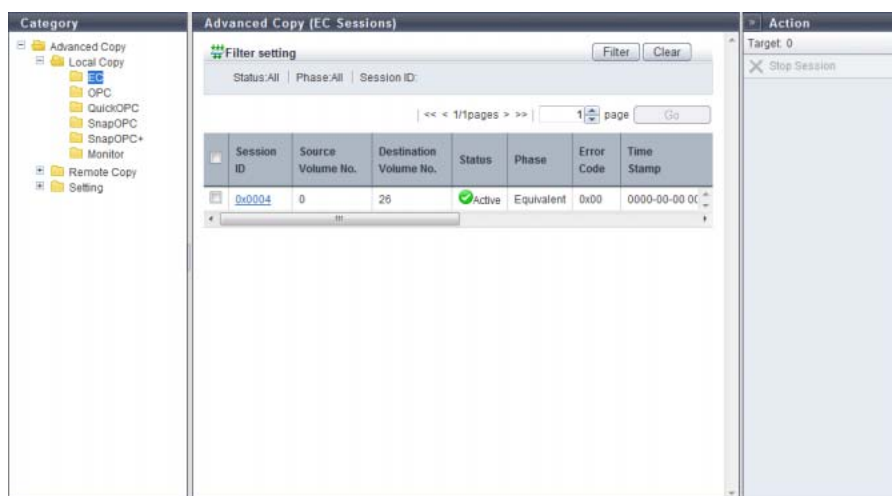 Category
Advanced Copy
Local Copy
EC
OPC
QuickOPC
SnapOPC
SnapOPC+
Monitor
Remote Copy
Setting
Advanced Copy (EC Sessions)
Filter setting
Filter
Clear
Status:All | Phase:All | Session ID:
| << < 1/1pages > >> | 1 page Go
Session ID
Source Volume No.
Destination Volume No.
Status
Phase
Error Code
Time Stamp
0x0004 0 26 Active Equivalent 0x00 0000-00-00 00
» Action
Target: 0
Stop Session